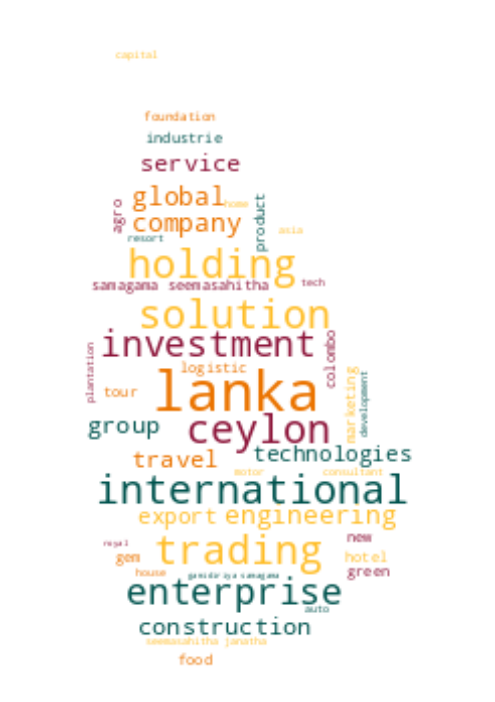 capital
foundation
industrie
service
global
home
agro
company
product
asia
resort
holding
samagama seemasahitha
tech
solution
investment
colombo
plantation
logistic
lanka
tour
marketing
development
group
ceylon
technologies
travel
motor
consultant
international
export
engineering
new
royal
trading
gem
hotel
house
gamidiriya samagama
green
enterprise
auto
construction
seemasahitha janatha
food